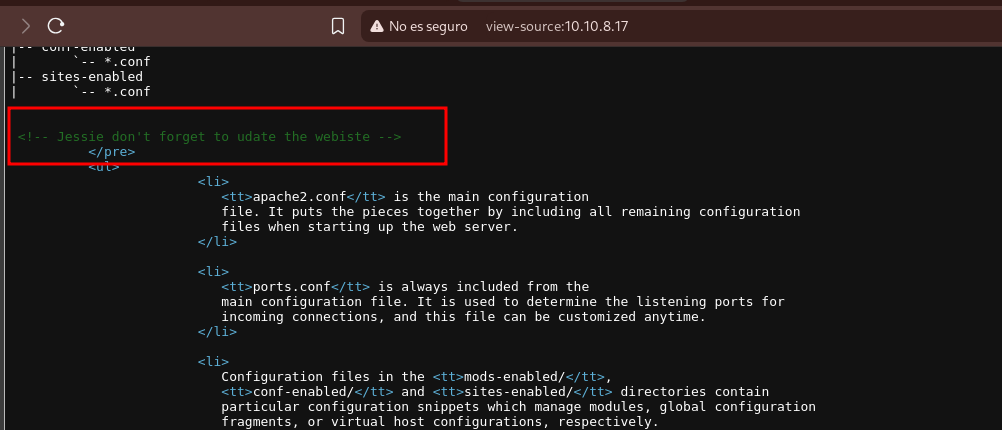 No es seguro view-source:10.10.8.17
|-- conf-enabled
|       `-- *.conf
|-- sites-enabled
|       `-- *.conf
<!-- Jessie don't forget to udate the webiste -->
</pre>
<ul>
<li>
<tt>apache2.conf</tt> is the main configuration
file. It puts the pieces together by including all remaining configuration
files when starting up the web server.
</li>
<li>
<tt>ports.conf</tt> is always included from the
main configuration file. It is used to determine the listening ports for
incoming connections, and this file can be customized anytime.
</li>
<li>
Configuration files in the <tt>mods-enabled/</tt>,
<tt>conf-enabled/</tt> and <tt>sites-enabled/</tt> directories contain
particular configuration snippets which manage modules, global configuration
fragments, or virtual host configurations, respectively.